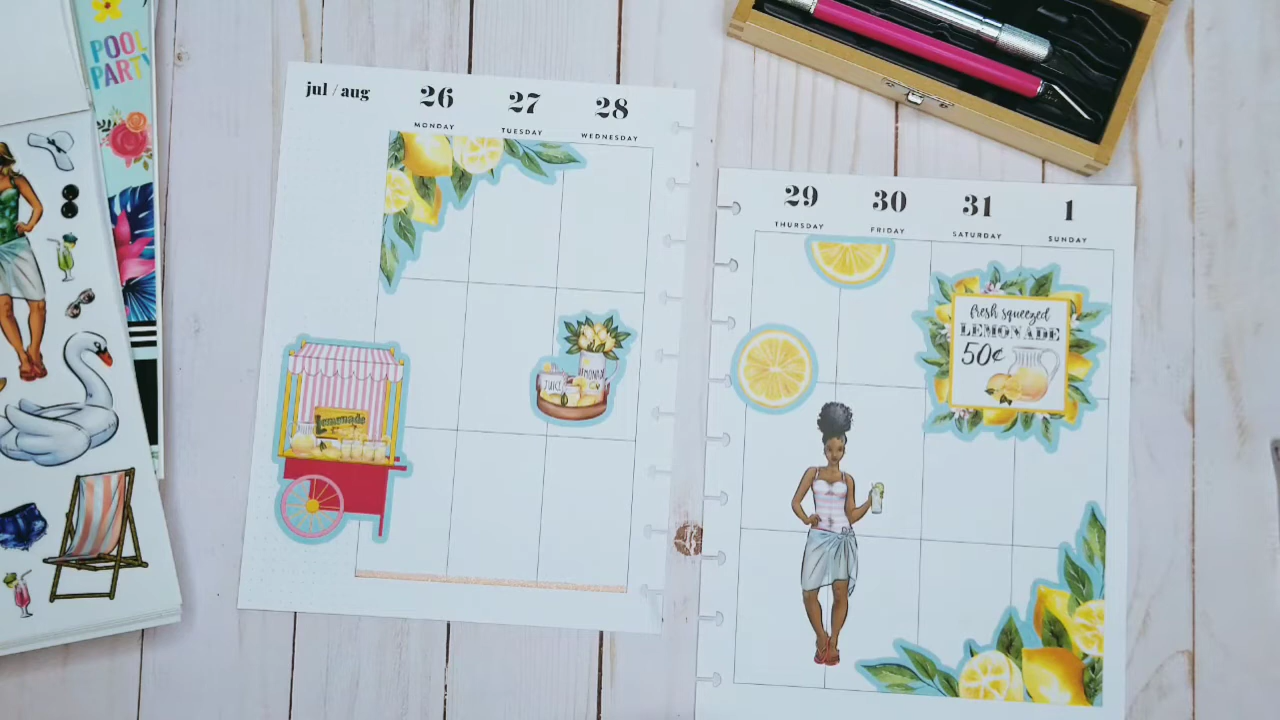 POOL
PARTY
jul / aug
26
MONDAY
27
TUESDAY
28
WEDNESDAY
Lemonade
JUICE
29
THURSDAY
30
FRIDAY
31
SATURDAY
1
SUNDAY
fresh squeezed
LEMONADE
50¢